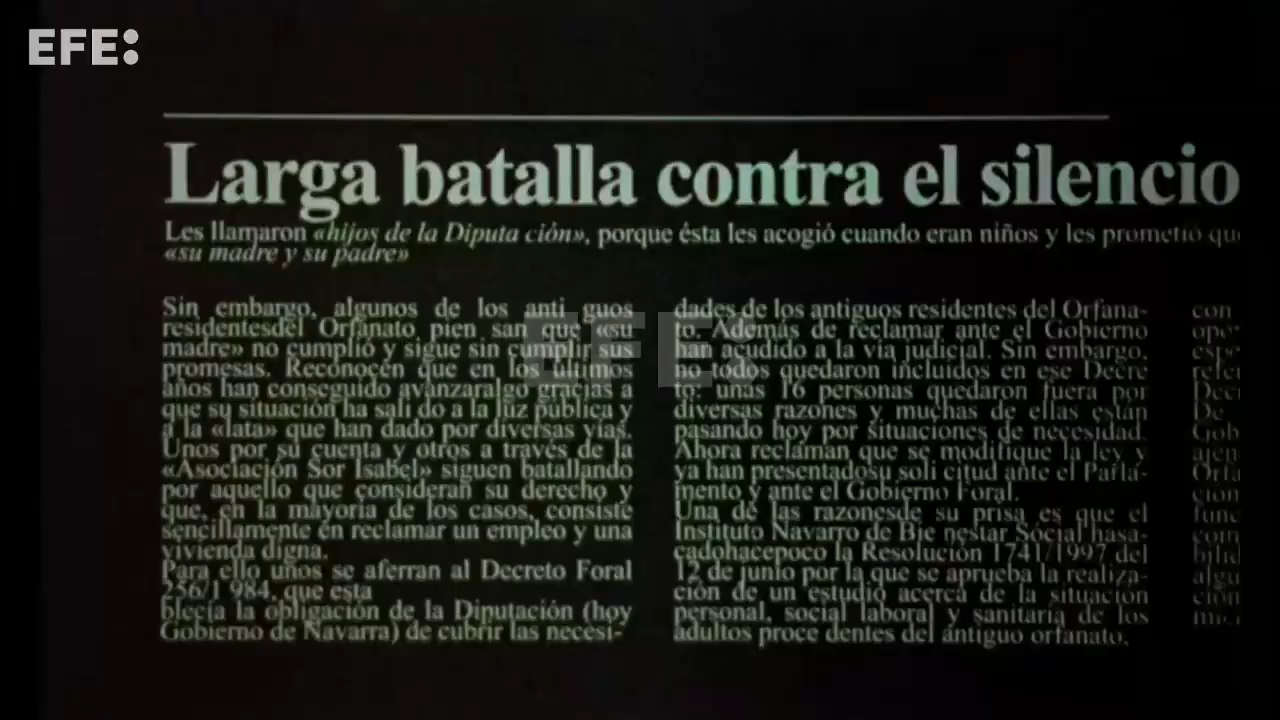 EFE:
Larga batalla contra el silencio
Les llamaron «hijos de la Diputa ción», porque ésta les acogió cuando eran niños y les prometió
«su madre y su padre»
Sin embargo, algunos de los anti guos
residentesdel Orfanato pien san que «su
madre» no cumplió y sigue sin cumplir sus
promesas. Reconocen que en los últimos
años han conseguido avanzaralgo gracias a
que su situación ha sali do a la luz pública y
a la «lata» que han dado por diversas vías.
Unos por su cuenta y otros a través de la
«Asociación Sor Isabel» siguen batallando
por aquello que consideran su derecho y
que, en la mayoría de los casos, consiste
sencillamente en reclamar un empleo y una
vivienda digna.
Para ello unos se aferran al Decreto Foral
256/1 984, que esta
blecía la obligación de la Diputación (hoy
Gobierno de Navarra) de cubrir las necesi-
dades de los antiguos residentes del Orfana-
to. Además de reclamar ante el Gobierno
han acudido a la vía judicial. Sin embargo,
no todos quedaron incluidos en ese Decre
to: unas 16 personas quedaron fuera por
diversas razones y muchas de ellas están
pasando hoy por situaciones de necesidad.
Ahora reclaman que se modifique la ley y
ya han presentadosu soli citud ante el Parla-
mento y ante el Gobierno Foral.
Una de las razonesde su prisa es que el
Instituto Navarro de Bie nestar Social hasa-
cadohacepoco la Resolución 1741/1997 del
12 de junio por la que se aprueba la realiza-
ción de un estudio acerca de la situación
personal, social laboral y sanitaria de los
adultos proce dentes del antiguo orfanato.
con
EFE: